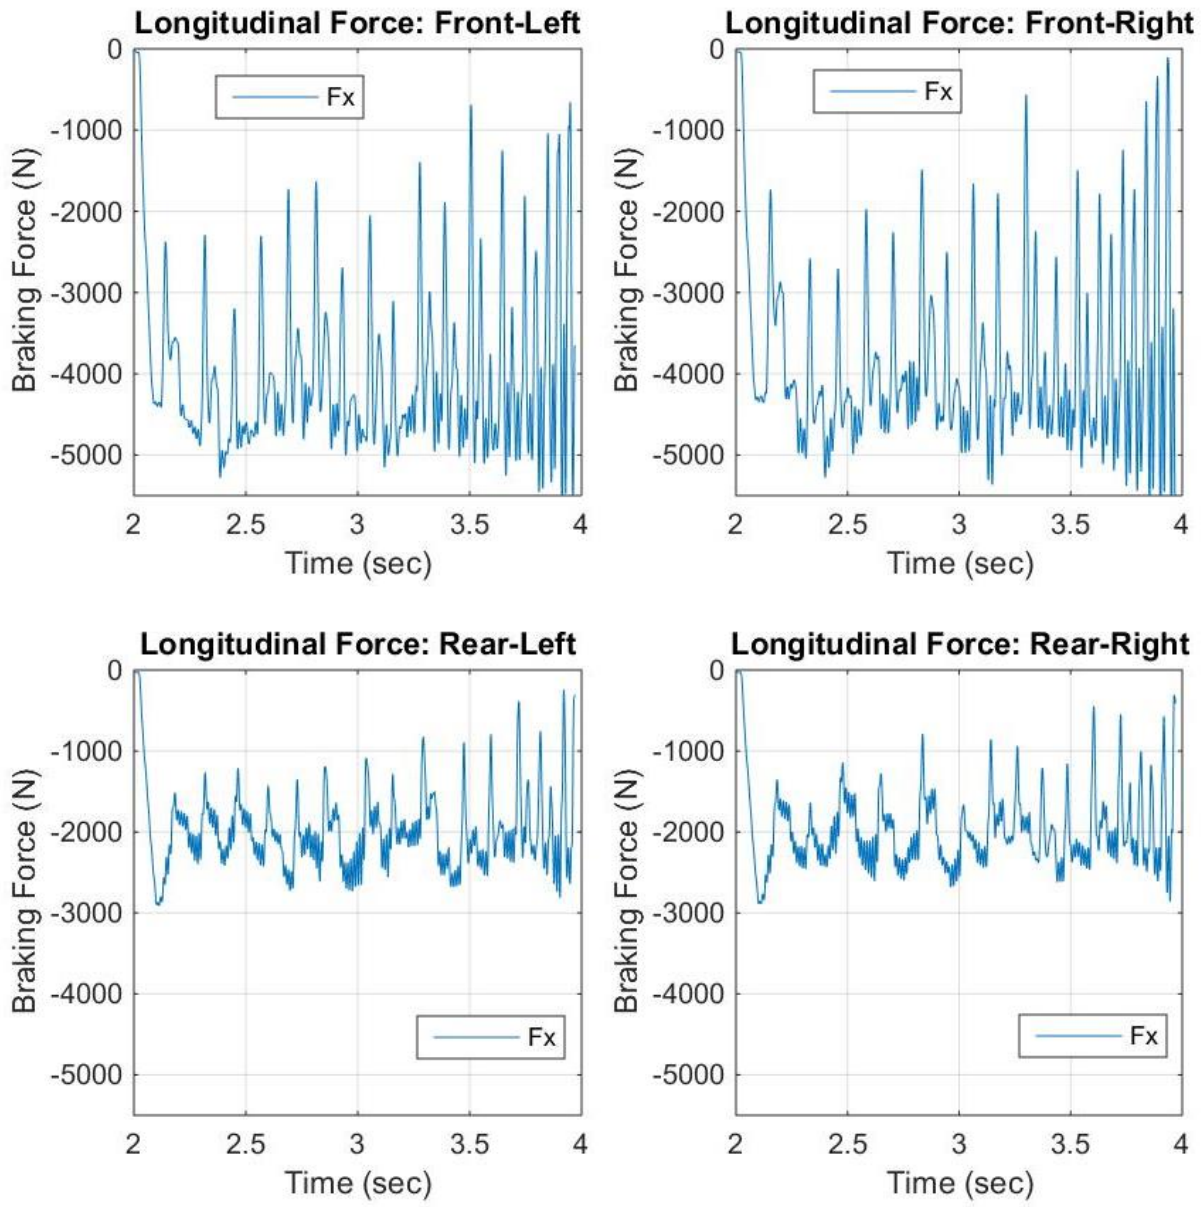 Longitudinal Force: Front-Left
Fx
Braking Force (N)
0
-1000
-2000
-3000
-4000
-5000
2
2.5
3
3.5
4
Time (sec)
Longitudinal Force: Front-Right
Fx
Braking Force (N)
0
-1000
-2000
-3000
-4000
-5000
2
2.5
3
3.5
4
Time (sec)
Longitudinal Force: Rear-Left
Fx
Braking Force (N)
0
-1000
-2000
-3000
-4000
-5000
2
2.5
3
3.5
4
Time (sec)
Longitudinal Force: Rear-Right
Fx
Braking Force (N)
0
-1000
-2000
-3000
-4000
-5000
2
2.5
3
3.5
4
Time (sec)